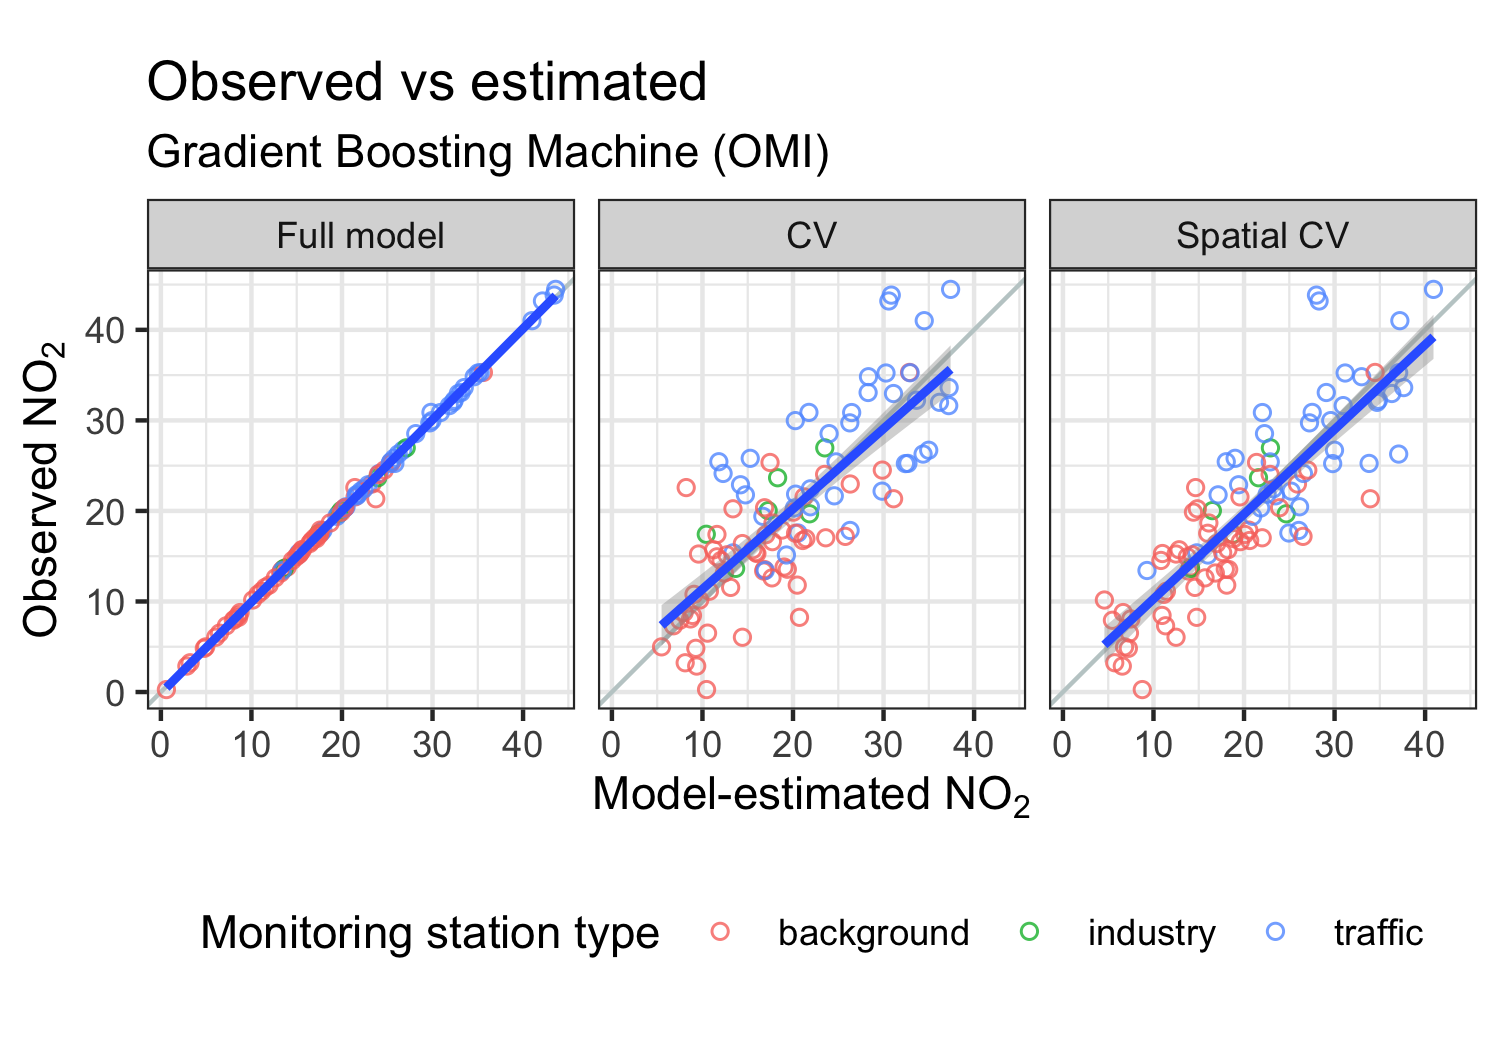 Observed vs estimated
Gradient Boosting Machine (OMI)
Full model
CV
Spatial CV
Observed NO₂
40
30
20
10
0
0 10 20 30 40
0 10 20 30 40
0 10 20 30 40
Model-estimated NO₂
Monitoring station type background industry traffic